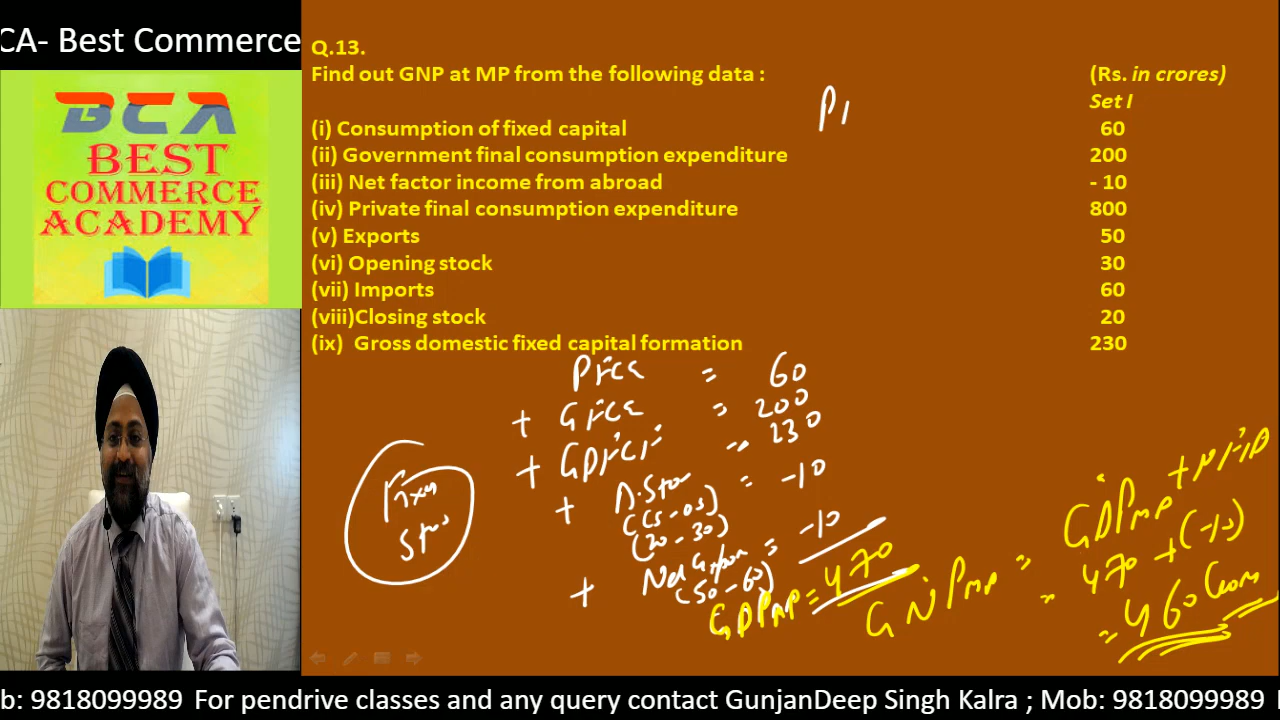 CA- Best Commerce
BCA
BEST
COMMERCE
ACADEMY
Q.13.
Find out GNP at MP from the following data : (Rs. in crores)
Set I
(i) Consumption of fixed capital 60
(ii) Government final consumption expenditure 200
(iii) Net factor income from abroad - 10
(iv) Private final consumption expenditure 800
(v) Exports 50
(vi) Opening stock 30
(vii) Imports 60
(viii)Closing stock 20
(ix) Gross domestic fixed capital formation 230
PFCE = 60
+ GFCE = 200
+ GDFCF = 230
+ = -10
(CS - OS)
(20 - 30)
+ Net = -10
(50 - 60)
GDPMP = 470
GNPMP = GDPMP + NFIA
= 470 + (-10)
= 460
b: 9818099989 For pendrive classes and any query contact GunjanDeep Singh Kalra ; Mob: 9818099989